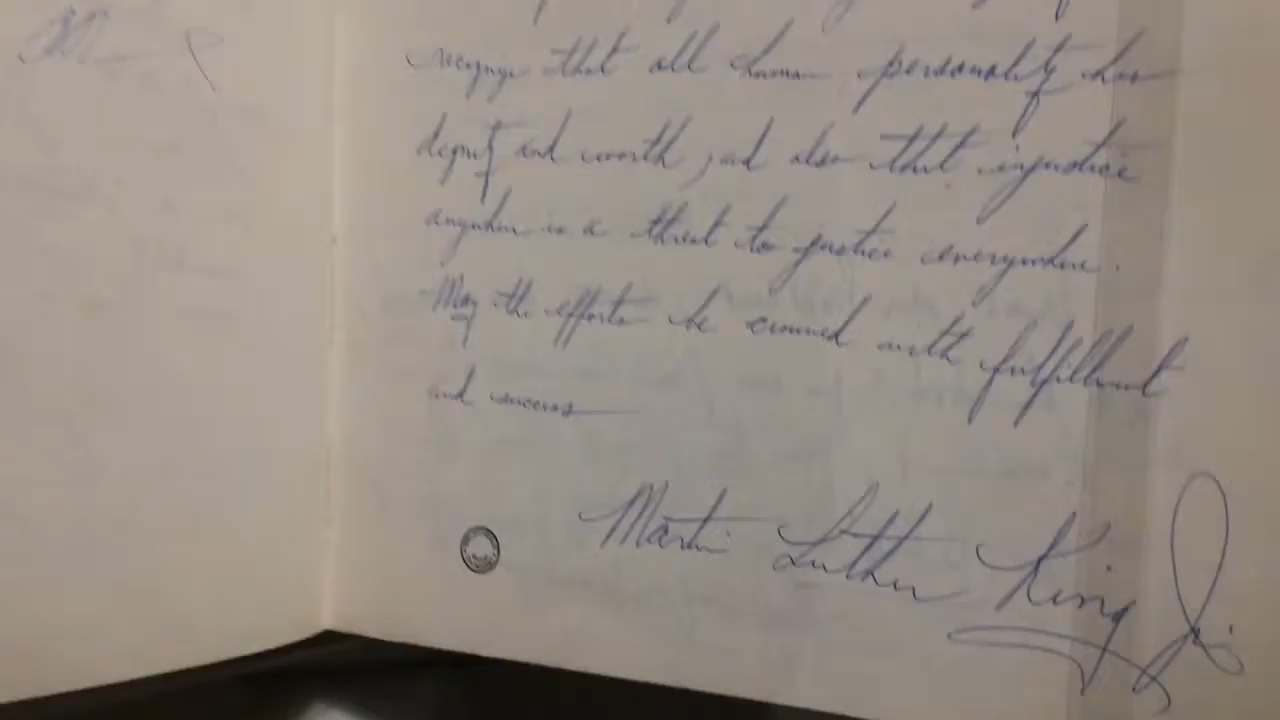 recognize that all human personality has
dignity and worth, and also that injustice
anywhere is a threat to justice everywhere.
May the efforts be crowned with fulfillment
and success
Martin Luther King Jr.